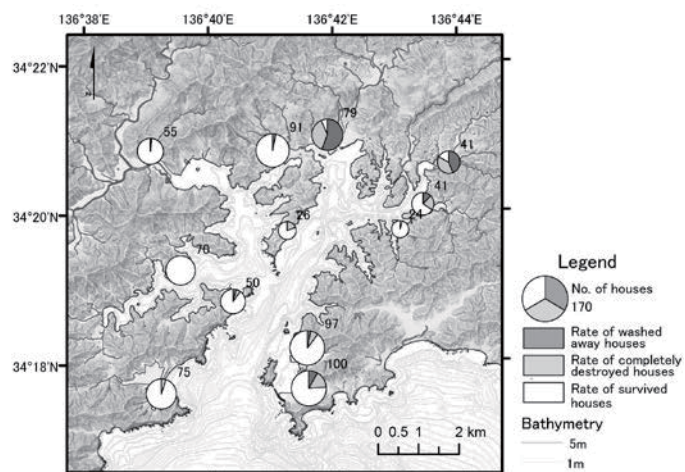 136°38'E 136°40'E 136°42'E 136°44'E
34°22'N
34°20'N
34°18'N
79
55
91
41
41
26
24
70
50
97
100
75
0 0.5 1 2 km
Legend
No. of houses
170
Rate of washed
away houses
Rate of completely
destroyed houses
Rate of survived
houses
Bathymetry
5m
1m